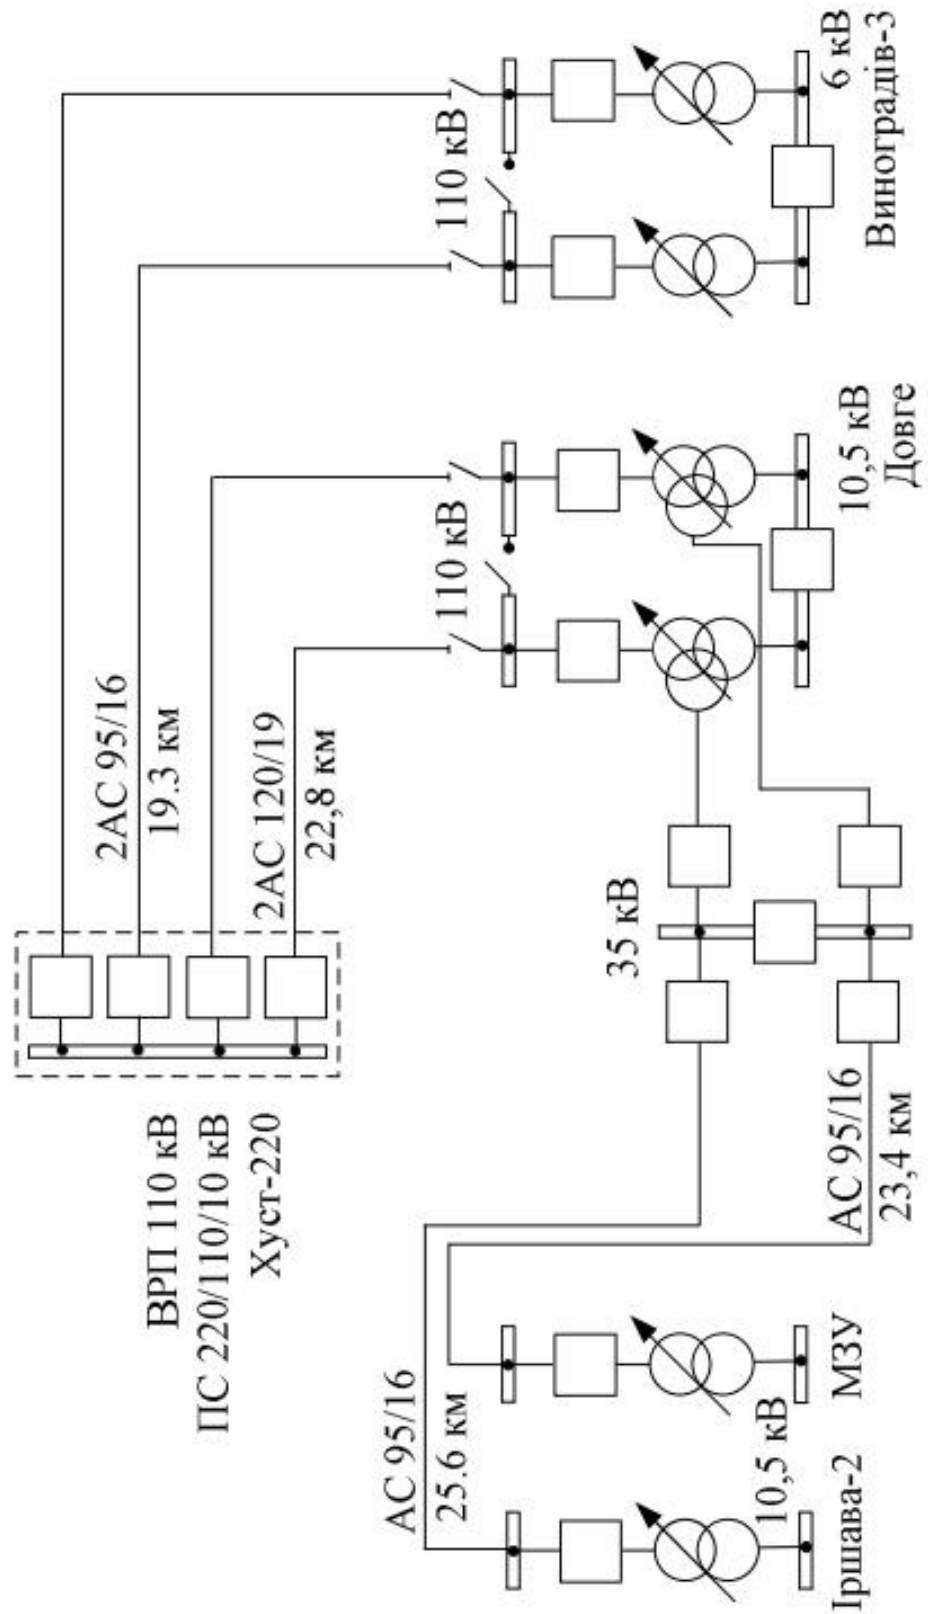 ВРП 110 кВ
ПС 220/110/10 кВ
Хуст-220
2АС 95/16
19.3 км
2АС 120/19
22,8 км
110 кВ
6 кВ
Виноградів-3
110 кВ
10,5 кВ
Довге
35 кВ
АС 95/16
23,4 км
АС 95/16
25.6 км
МЗУ
10,5 кВ
Іршава-2